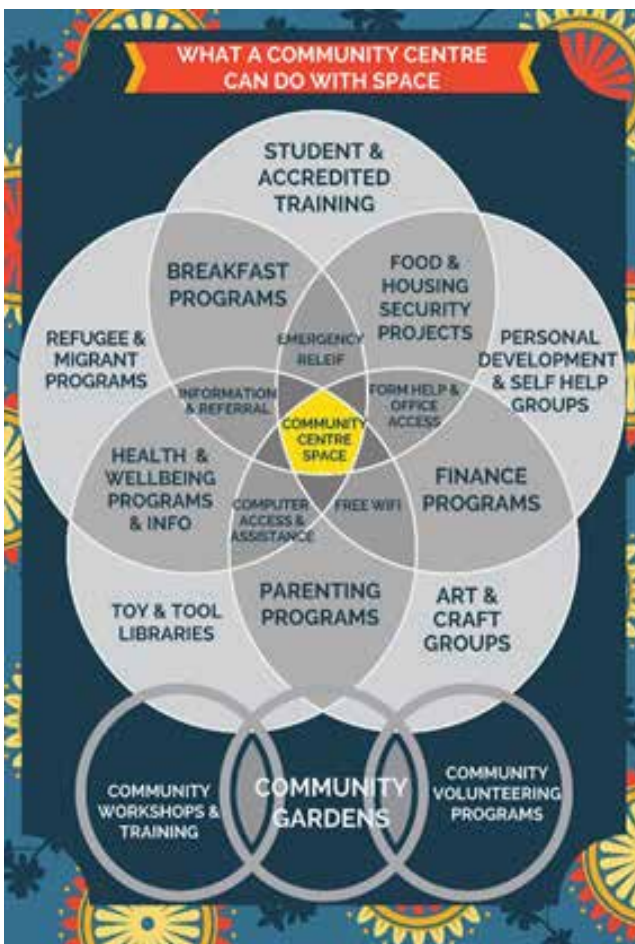 WHAT A COMMUNITY CENTRE
CAN DO WITH SPACE
STUDENT &
ACCREDITED
TRAINING
BREAKFAST
PROGRAMS
FOOD &
HOUSING
SECURITY
PROJECTS
REFUGEE &
MIGRANT
PROGRAMS
EMERGENCY
RELEIF
PERSONAL
DEVELOPMENT
& SELF HELP
GROUPS
INFORMATION
& REFERRAL
FORM HELP &
OFFICE
ACCESS
COMMUNITY
CENTRE
SPACE
HEALTH &
WELLBEING
PROGRAMS
& INFO
FINANCE
PROGRAMS
COMPUTER
ACCESS &
ASSISTANCE
FREE WIFI
TOY & TOOL
LIBRARIES
PARENTING
PROGRAMS
ART &
CRAFT
GROUPS
COMMUNITY
WORKSHOPS &
TRAINING
COMMUNITY
GARDENS
COMMUNITY
VOLUNTEERING
PROGRAMS